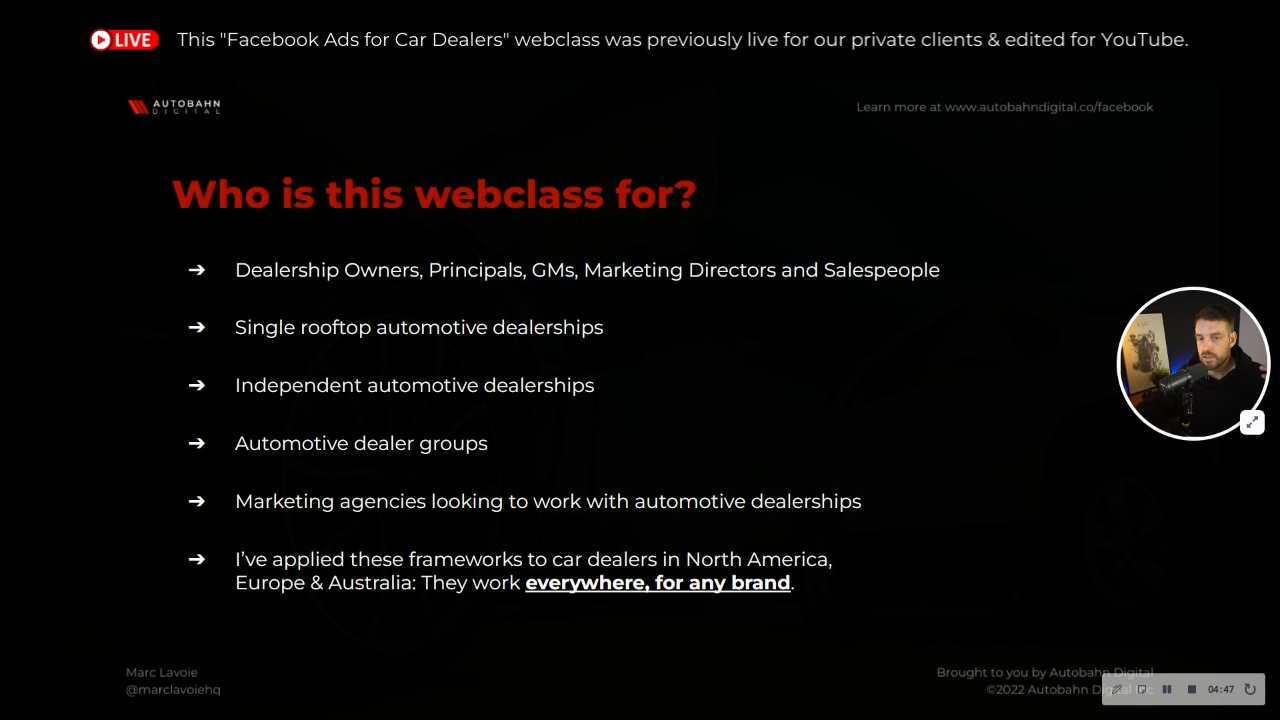 LIVE This "Facebook Ads for Car Dealers" webclass was previously live for our private clients & edited for YouTube.
AUTOBAHN
DIGITAL
Learn more at www.autobahndigital.co/facebook
Who is this webclass for?
➔ Dealership Owners, Principals, GMs, Marketing Directors and Salespeople
➔ Single rooftop automotive dealerships
➔ Independent automotive dealerships
➔ Automotive dealer groups
➔ Marketing agencies looking to work with automotive dealerships
➔ I’ve applied these frameworks to car dealers in North America,
Europe & Australia: They work everywhere, for any brand.
Marc Lavoie
@marclavoiehq
Brought to you by Autobahn Digital
©2022 Autobahn Digital Inc
04:47